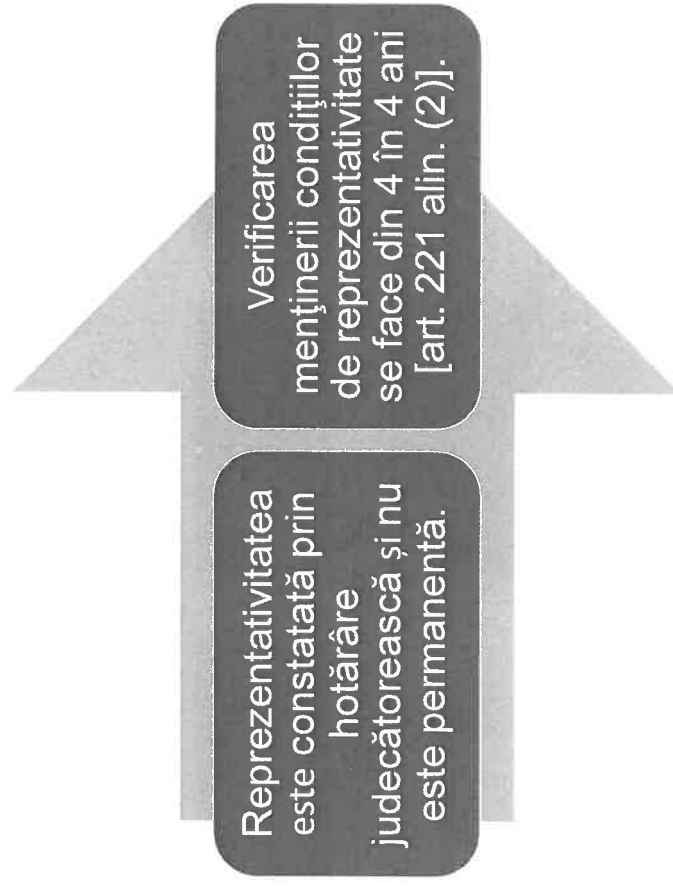 Reprezentativitatea
este constatată prin
hotărâre
judecătorească și nu
este permanentă.
Verificarea
menţinerii condiţiilor
de reprezentativitate
se face din 4 în 4 ani
[art. 221 alin. (2)].